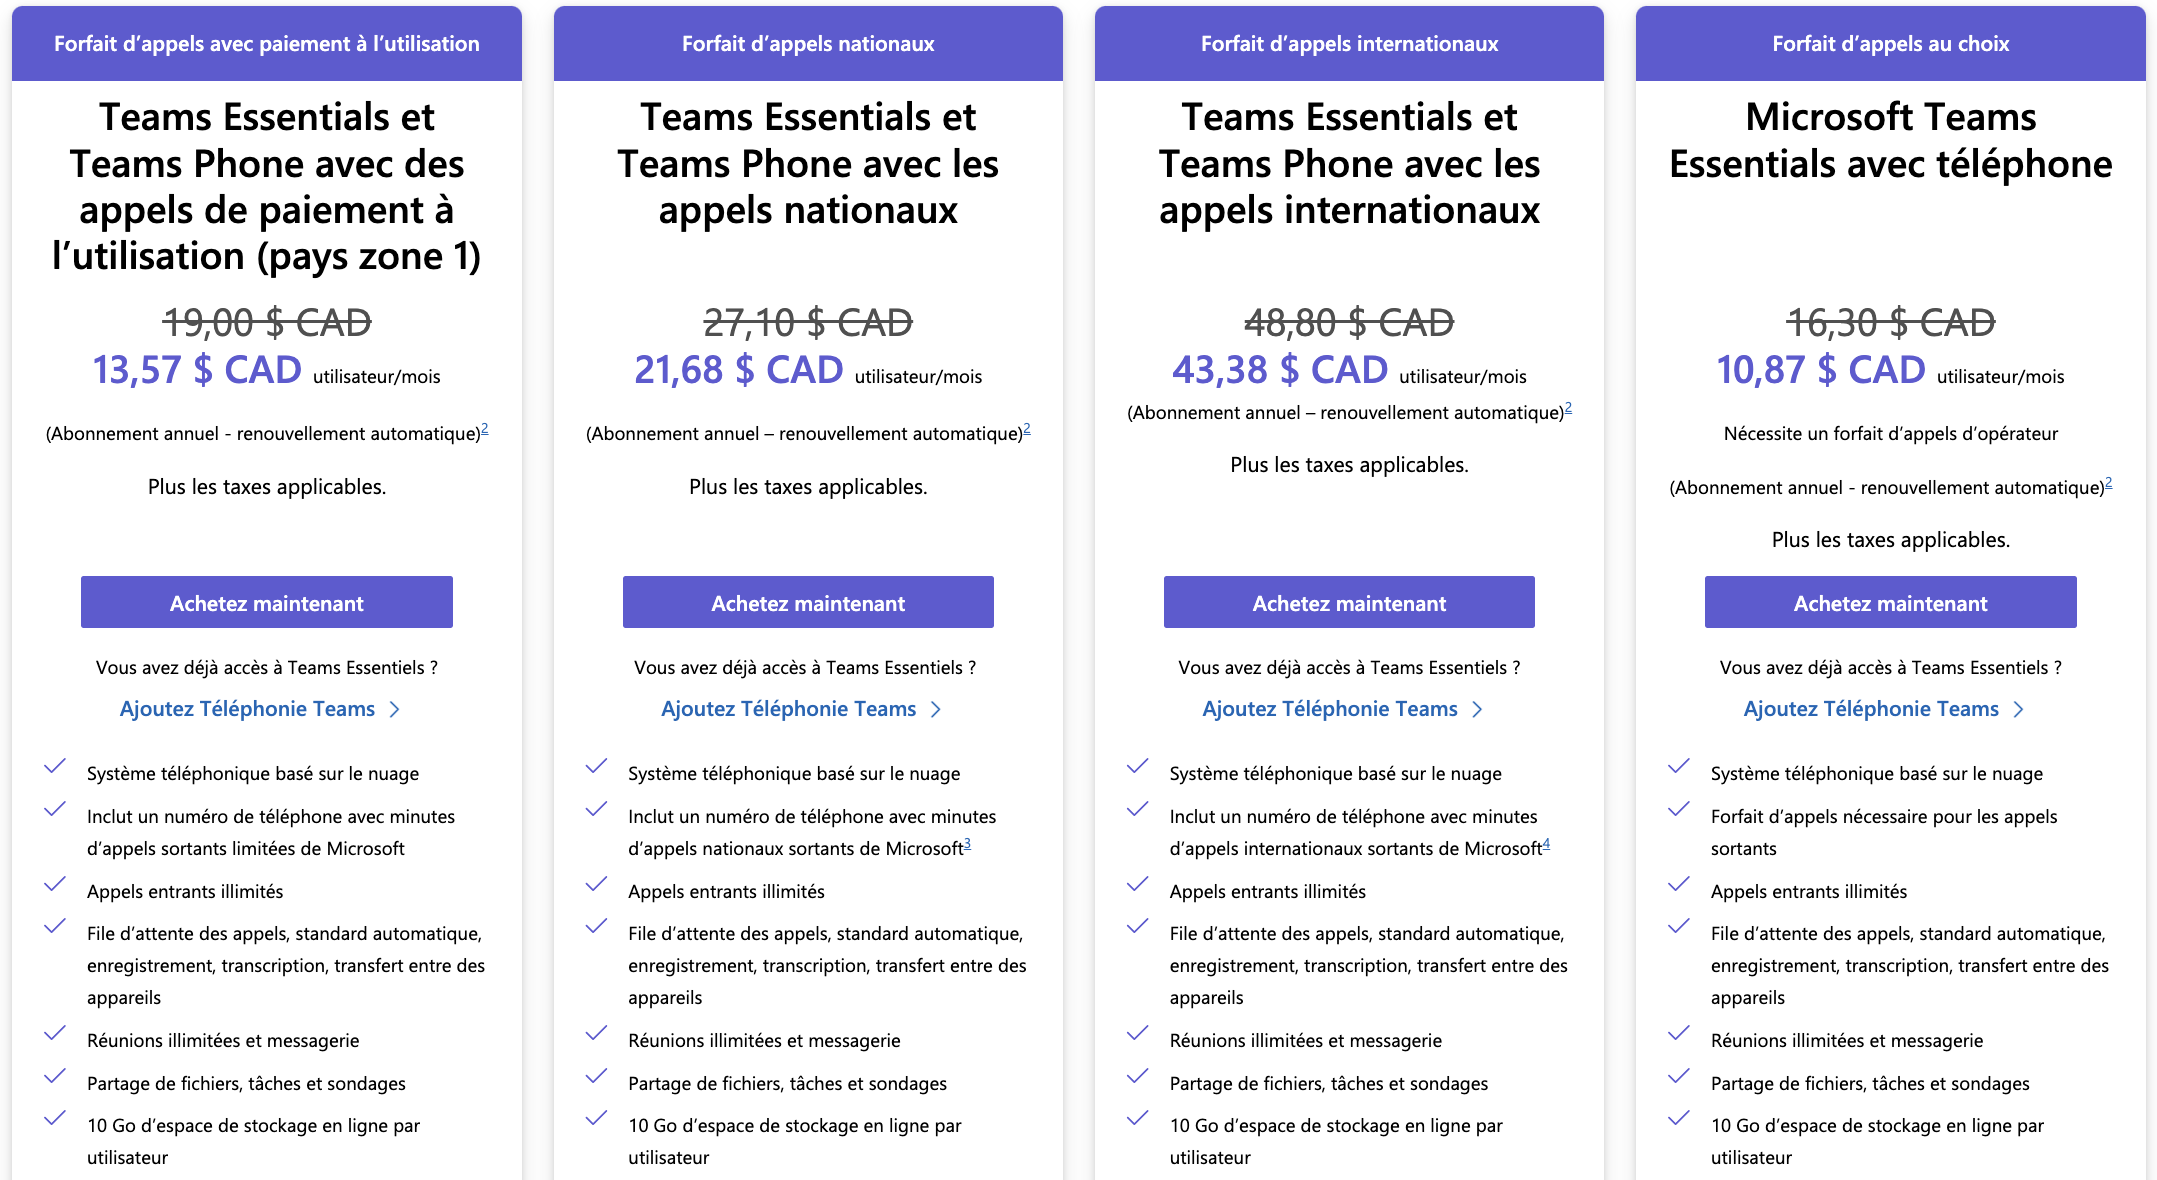 Forfait d’appels avec paiement à l’utilisation
Teams Essentials et
Teams Phone avec des
appels de paiement à
l’utilisation (pays zone 1)
19,00 $ CAD
13,57 $ CAD utilisateur/mois
(Abonnement annuel - renouvellement automatique)2
Plus les taxes applicables.
Achetez maintenant
Vous avez déjà accès à Teams Essentiels ?
Ajoutez Téléphonie Teams
Système téléphonique basé sur le nuage
Inclut un numéro de téléphone avec minutes
d’appels sortants limitées de Microsoft
Appels entrants illimités
File d’attente des appels, standard automatique,
enregistrement, transcription, transfert entre des
appareils
Réunions illimitées et messagerie
Partage de fichiers, tâches et sondages
10 Go d’espace de stockage en ligne par
utilisateur
Forfait d’appels nationaux
Teams Essentials et
Teams Phone avec les
appels nationaux
27,10 $ CAD
21,68 $ CAD utilisateur/mois
(Abonnement annuel – renouvellement automatique)2
Plus les taxes applicables.
Achetez maintenant
Vous avez déjà accès à Teams Essentiels ?
Ajoutez Téléphonie Teams
Système téléphonique basé sur le nuage
Inclut un numéro de téléphone avec minutes
d’appels nationaux sortants de Microsoft3
Appels entrants illimités
File d’attente des appels, standard automatique,
enregistrement, transcription, transfert entre des
appareils
Réunions illimitées et messagerie
Partage de fichiers, tâches et sondages
10 Go d’espace de stockage en ligne par
utilisateur
Forfait d’appels internationaux
Teams Essentials et
Teams Phone avec les
appels internationaux
48,80 $ CAD
43,38 $ CAD utilisateur/mois
(Abonnement annuel – renouvellement automatique)2
Plus les taxes applicables.
Achetez maintenant
Vous avez déjà accès à Teams Essentiels ?
Ajoutez Téléphonie Teams
Système téléphonique basé sur le nuage
Inclut un numéro de téléphone avec minutes
d’appels internationaux sortants de Microsoft4
Appels entrants illimités
File d’attente des appels, standard automatique,
enregistrement, transcription, transfert entre des
appareils
Réunions illimitées et messagerie
Partage de fichiers, tâches et sondages
10 Go d’espace de stockage en ligne par
utilisateur
Forfait d’appels au choix
Microsoft Teams
Essentials avec téléphone
16,30 $ CAD
10,87 $ CAD utilisateur/mois
Nécessite un forfait d’appels d’opérateur
(Abonnement annuel - renouvellement automatique)2
Plus les taxes applicables.
Achetez maintenant
Vous avez déjà accès à Teams Essentiels ?
Ajoutez Téléphonie Teams
Système téléphonique basé sur le nuage
Forfait d’appels nécessaire pour les appels
sortants
Appels entrants illimités
File d’attente des appels, standard automatique,
enregistrement, transcription, transfert entre des
appareils
Réunions illimitées et messagerie
Partage de fichiers, tâches et sondages
10 Go d’espace de stockage en ligne par
utilisateur